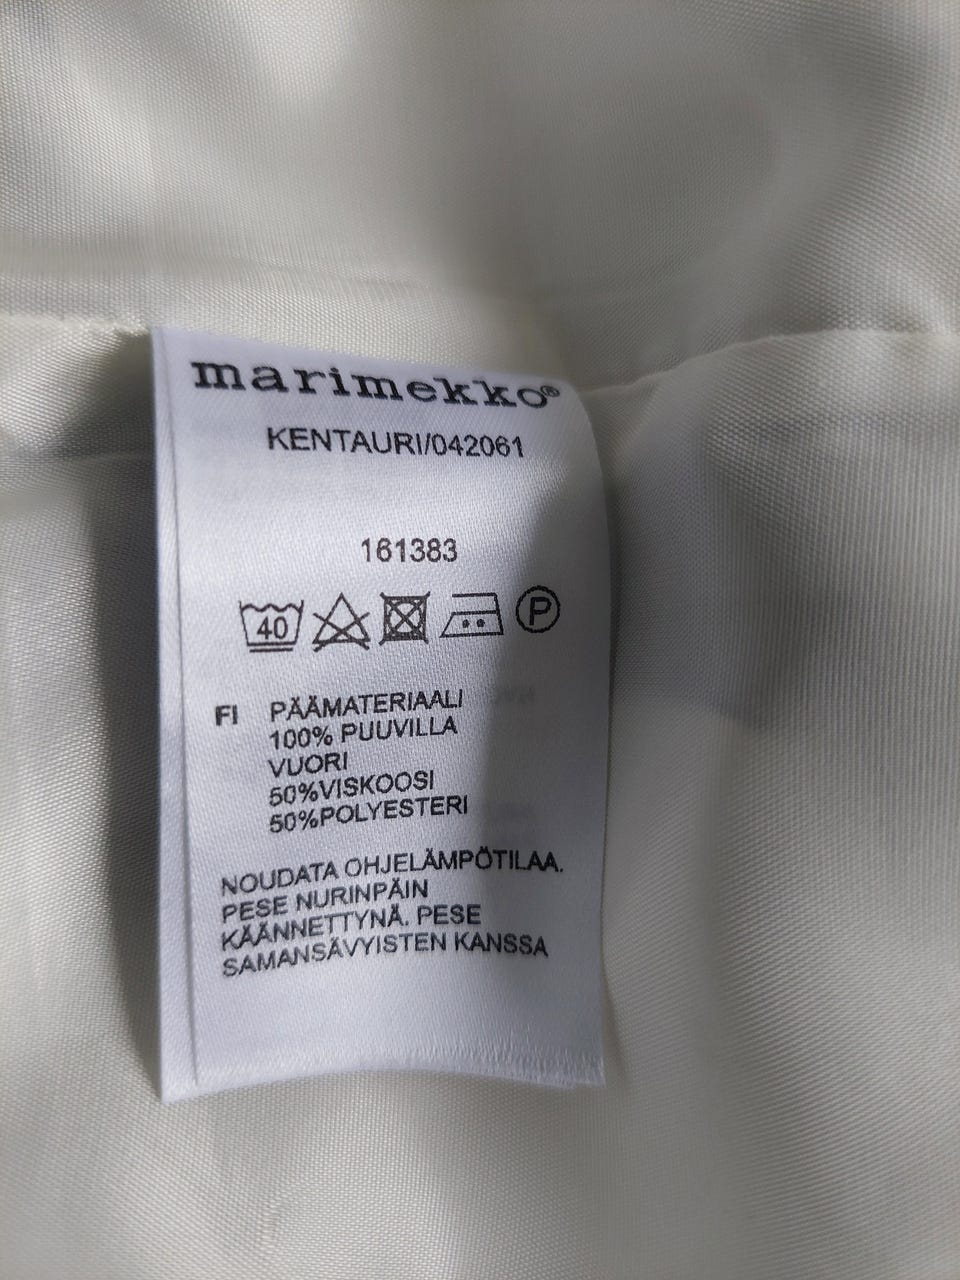 marimekko®
KENTAURI/042061
161383
40 P
FI PÄÄMATERIAALI
100% PUUVILLA
VUORI
50%VISKOOSI
50%POLYESTERI
NOUDATA OHJELÄMPÖTILAA.
PESE NURINPÄIN
KÄÄNNETTYNÄ. PESE
SAMANSÄVYISTEN KANSSA